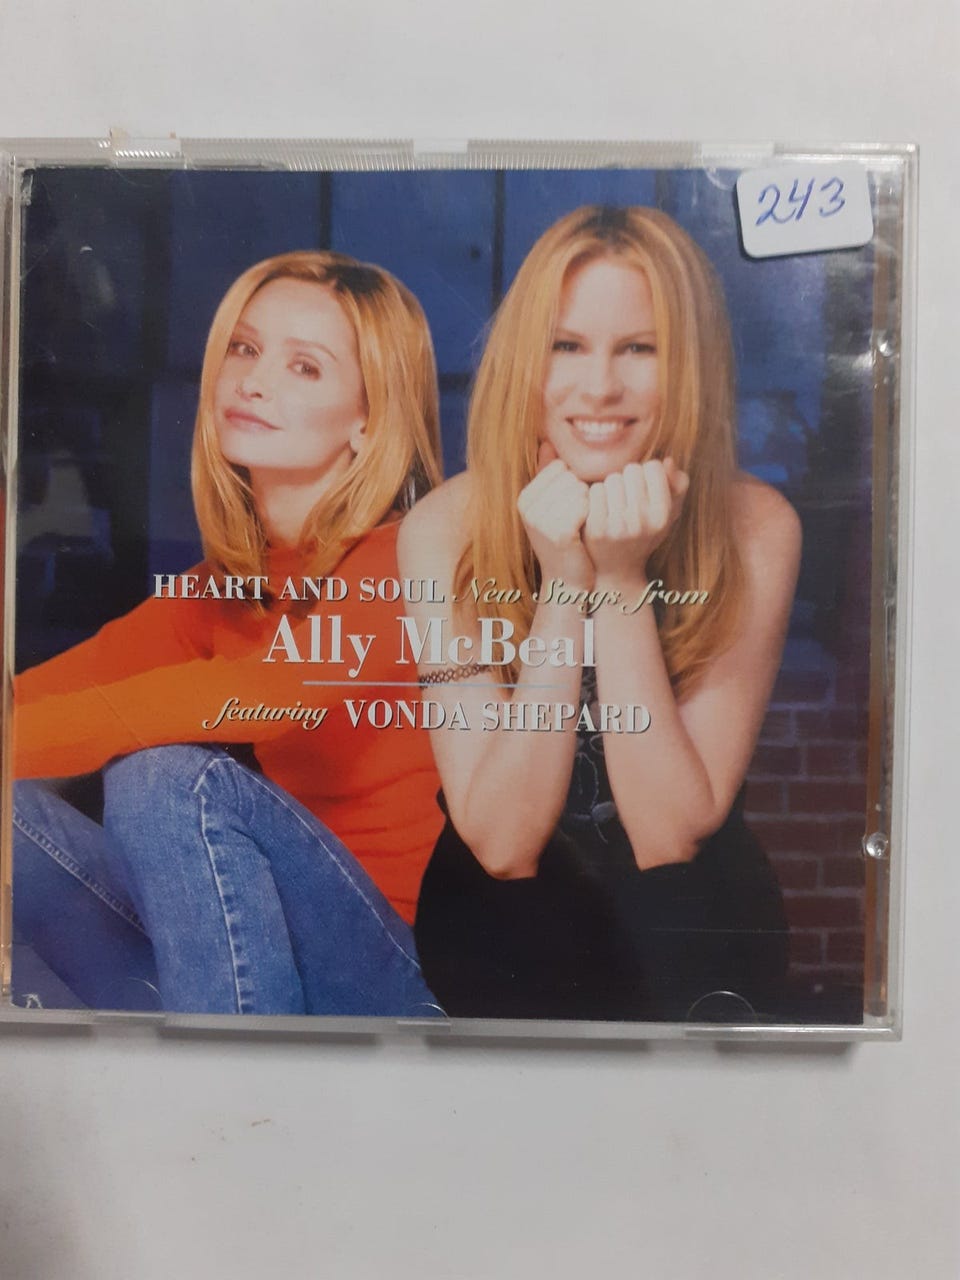 243
HEART AND SOUL New Songs from
Ally McBeal
featuring VONDA SHEPARD